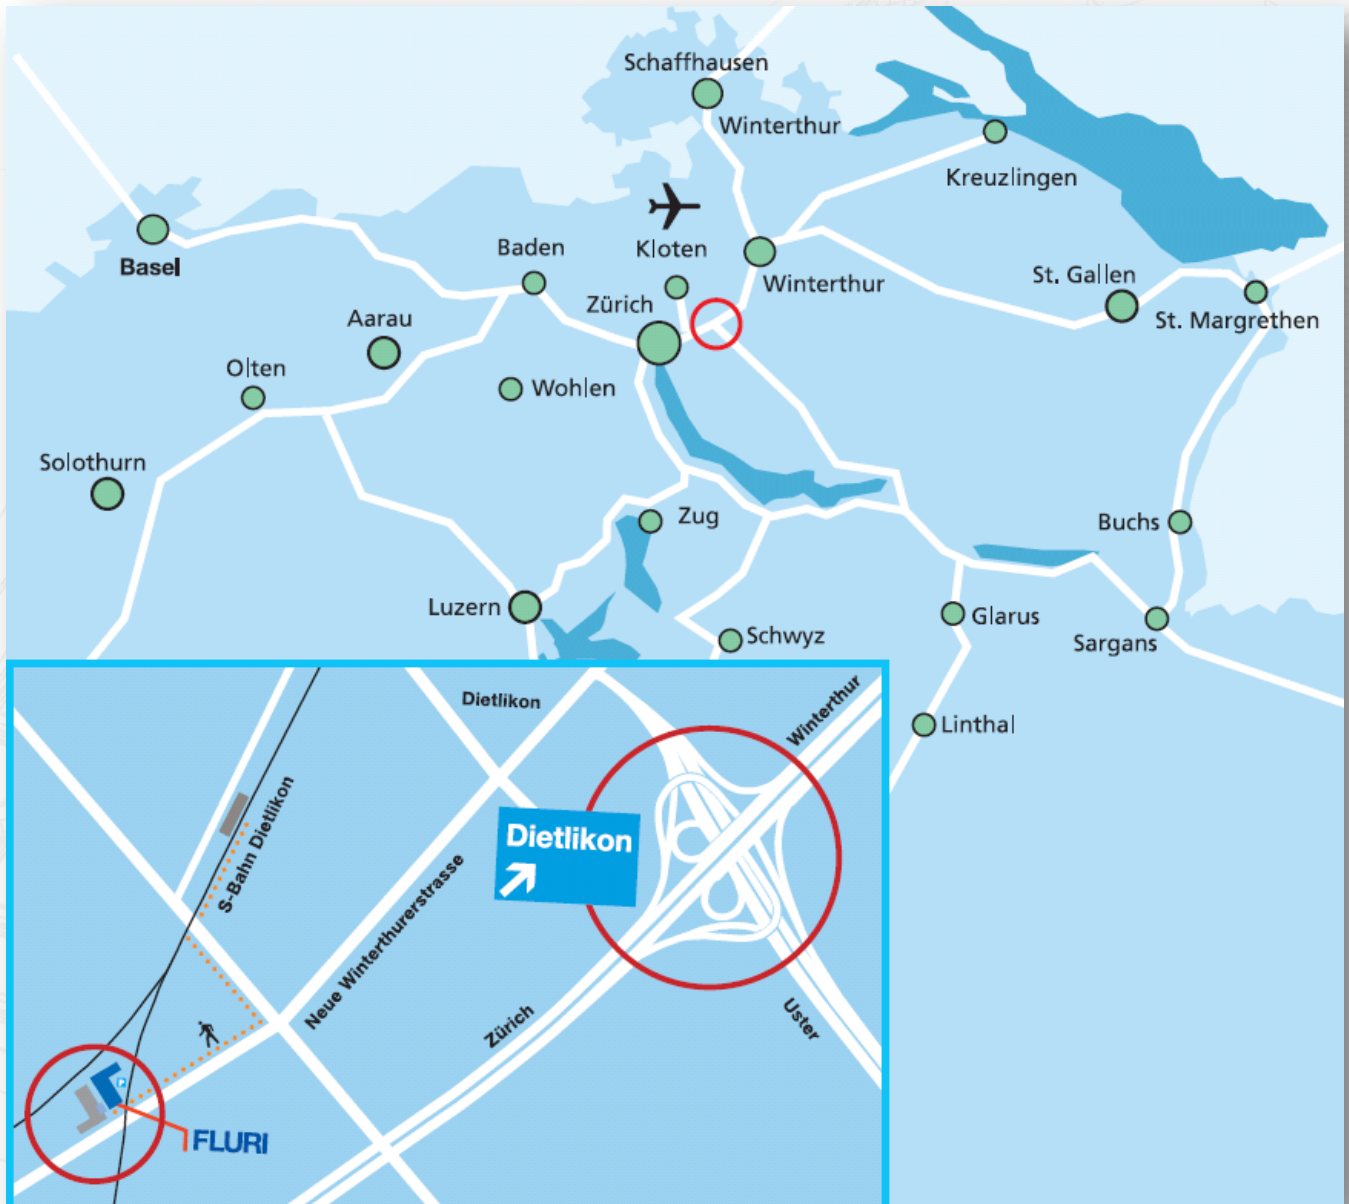 Schaffhausen
Winterthur
Kreuzlingen
Basel
Baden
Kloten
Winterthur
St. Gallen
St. Margrethen
Zürich
Aarau
Olten
Wohlen
Solothurn
Zug
Buchs
Luzern
Schwyz
Glarus
Sargans
Linthal
Dietlikon
Winterthur
S-Bahn Dietlikon
Dietlikon
Neue Winterthurerstrasse
Zürich
Uster
P
FLURI